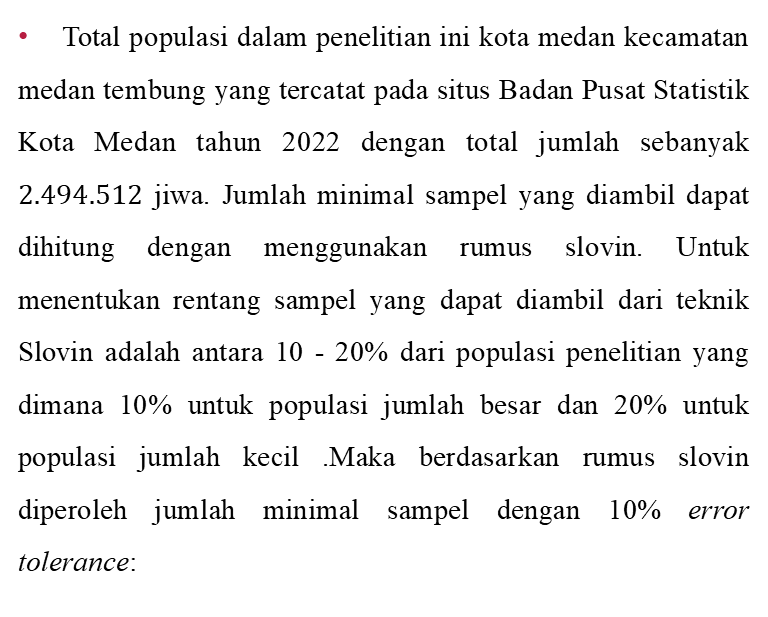 • Total populasi dalam penelitian ini kota medan kecamatan
medan tembung yang tercatat pada situs Badan Pusat Statistik
Kota Medan tahun 2022 dengan total jumlah sebanyak
2.494.512 jiwa. Jumlah minimal sampel yang diambil dapat
dihitung dengan menggunakan rumus slovin. Untuk
menentukan rentang sampel yang dapat diambil dari teknik
Slovin adalah antara 10 - 20% dari populasi penelitian yang
dimana 10% untuk populasi jumlah besar dan 20% untuk
populasi jumlah kecil .Maka berdasarkan rumus slovin
diperoleh jumlah minimal sampel dengan 10% error
tolerance: